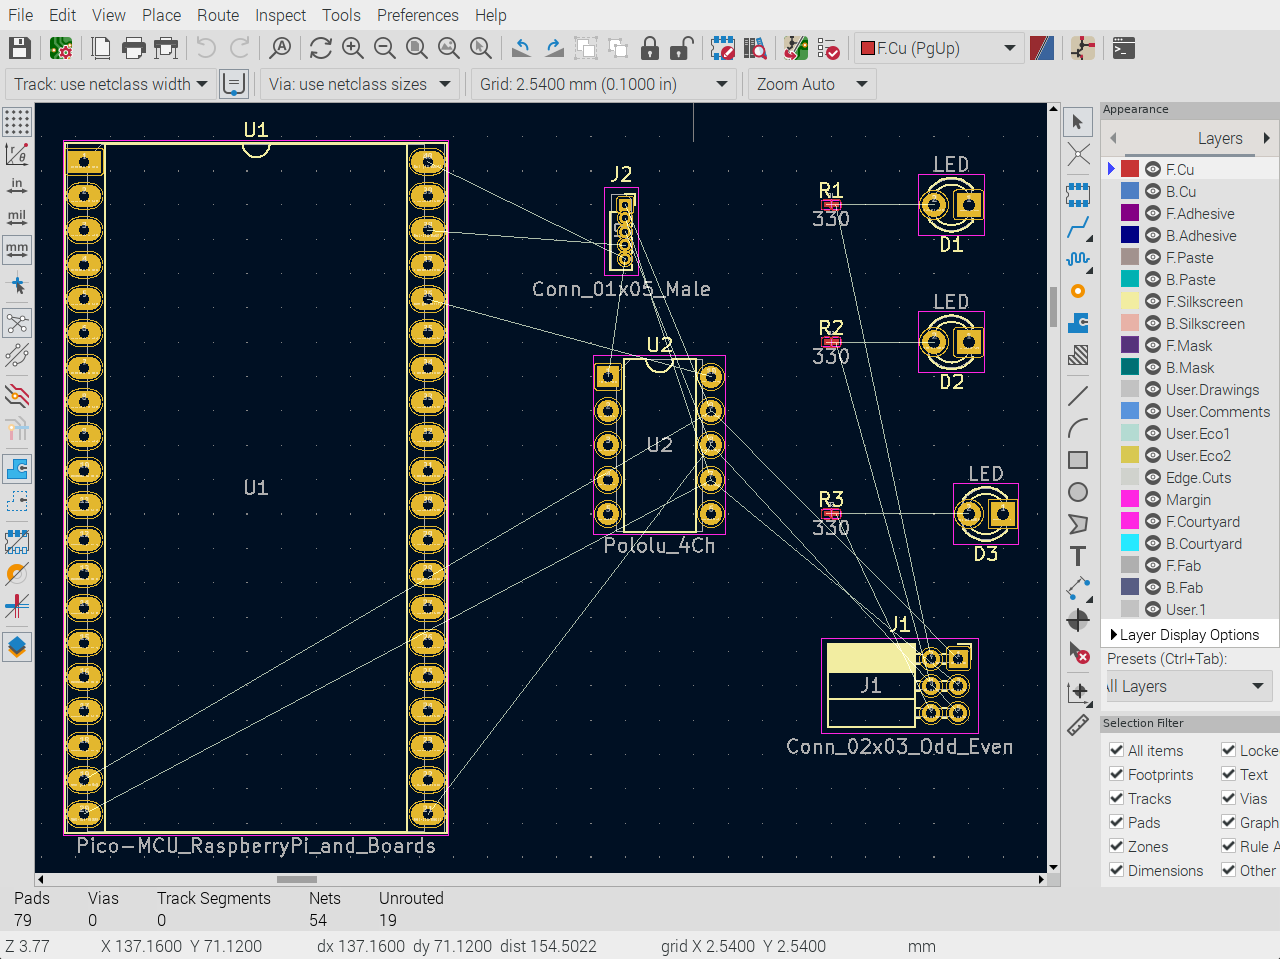 File Edit View Place Route Inspect Tools Preferences Help
F.Cu (PgUp)
Track: use netclass width
Via: use netclass sizes
Grid: 2.5400 mm (0.1000 in)
Zoom Auto
in
mil
mm
U1
U1
Pico-MCU_RaspberryPi_and_Boards
J2
Conn_01x05_Male
U2
U2
Pololu_4Ch
R1
330
LED
D1
R2
330
LED
D2
R3
330
LED
D3
J1
J1
Conn_02x03_Odd_Even
Appearance
Layers
F.Cu
B.Cu
F.Adhesive
B.Adhesive
F.Paste
B.Paste
F.Silkscreen
B.Silkscreen
F.Mask
B.Mask
User.Drawings
User.Comments
User.Eco1
User.Eco2
Edge.Cuts
Margin
F.Courtyard
B.Courtyard
F.Fab
B.Fab
User.1
Layer Display Options
Presets (Ctrl+Tab):
All Layers
Selection Filter
All items Locke
Footprints Text
Tracks Vias
Pads Graph
Zones Rule A
Dimensions Other
Pads Vias Track Segments Nets Unrouted
79 0 0 54 19
Z 3.77 X 137.1600 Y 71.1200 dx 137.1600 dy 71.1200 dist 154.5022 grid X 2.5400 Y 2.5400 mm